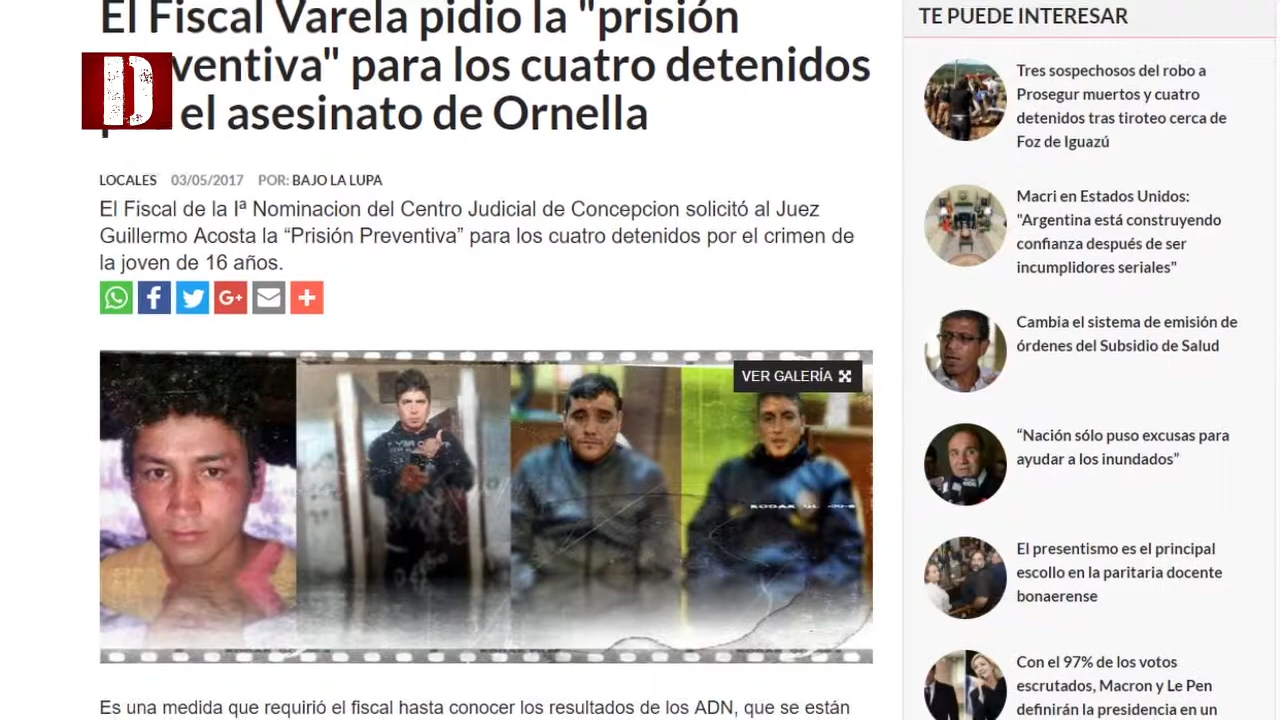 El Fiscal Varela pidio la "prisión
ventiva" para los cuatro detenidos
el asesinato de Ornella
D
LOCALES 03/05/2017 POR: BAJO LA LUPA
El Fiscal de la Iª Nominacion del Centro Judicial de Concepcion solicitó al Juez
Guillermo Acosta la “Prisión Preventiva” para los cuatro detenidos por el crimen de
la joven de 16 años.
G+
VER GALERÍA
Es una medida que requirió el fiscal hasta conocer los resultados de los ADN, que se están
TE PUEDE INTERESAR
Tres sospechosos del robo a
Prosegur muertos y cuatro
detenidos tras tiroteo cerca de
Foz de Iguazú
Macri en Estados Unidos:
"Argentina está construyendo
confianza después de ser
incumplidores seriales"
Cambia el sistema de emisión de
órdenes del Subsidio de Salud
“Nación sólo puso excusas para
ayudar a los inundados”
El presentismo es el principal
escollo en la paritaria docente
bonaerense
Con el 97% de los votos
escrutados, Macron y Le Pen
definirán la presidencia en un